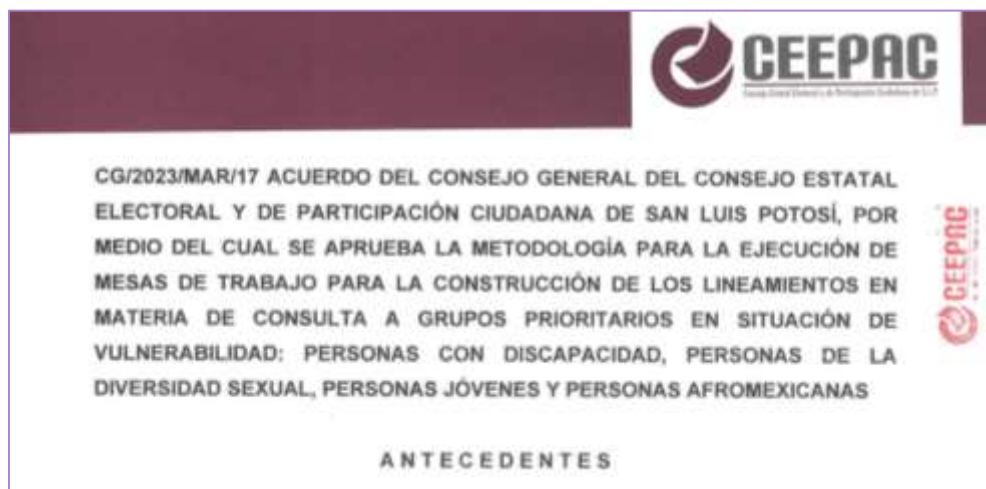 CEEPAC
CG/2023/MAR/17 ACUERDO DEL CONSEJO GENERAL DEL CONSEJO ESTATAL
ELECTORAL Y DE PARTICIPACIÓN CIUDADANA DE SAN LUIS POTOSÍ, POR
MEDIO DEL CUAL SE APRUEBA LA METODOLOGÍA PARA LA EJECUCIÓN DE
MESAS DE TRABAJO PARA LA CONSTRUCCIÓN DE LOS LINEAMIENTOS EN
MATERIA DE CONSULTA A GRUPOS PRIORITARIOS EN SITUACIÓN DE
VULNERABILIDAD: PERSONAS CON DISCAPACIDAD, PERSONAS DE LA
DIVERSIDAD SEXUAL, PERSONAS JÓVENES Y PERSONAS AFROMEXICANAS
ANTECEDENTES
CEEPAC